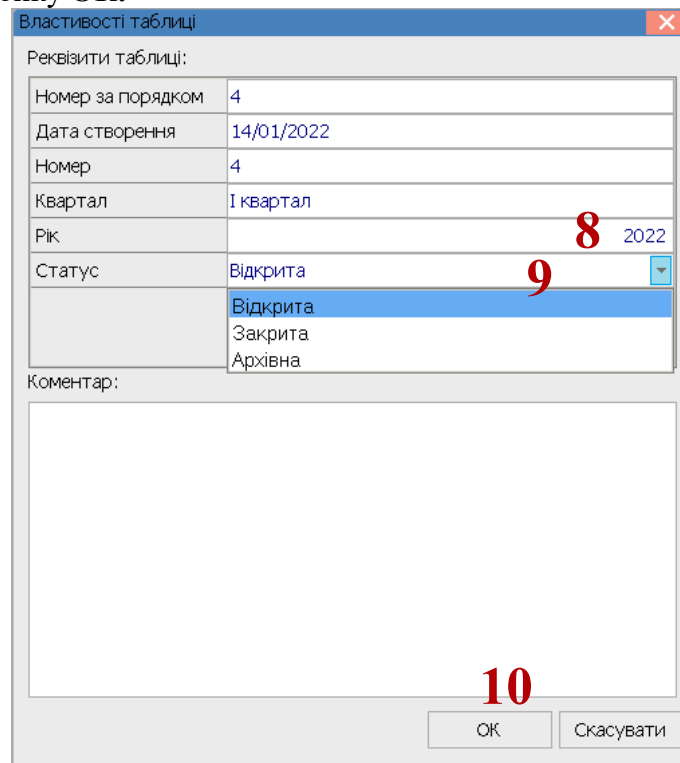 Властивості таблиці
Реквізити таблиці:
Номер за порядком 4
Дата створення 14/01/2022
Номер 4
Квартал I квартал
Рік 8 2022
Статус Відкрита 9
Відкрита
Закрита
Архівна
Коментар:
10
ОК Скасувати